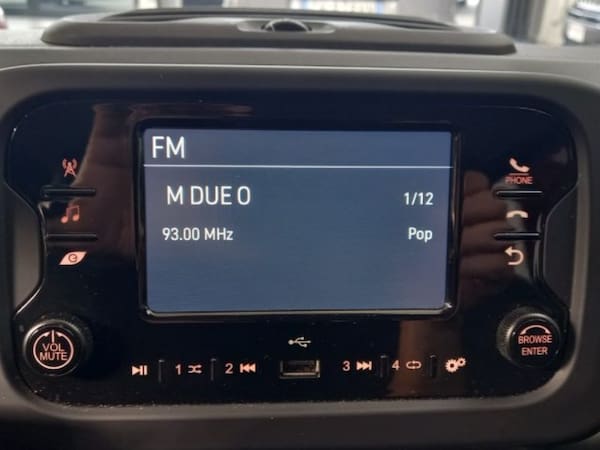 FM
M DUE O 1/12
93.00 MHz Pop
PHONE
VOL
MUTE
BROWSE
ENTER
1 2 3 4